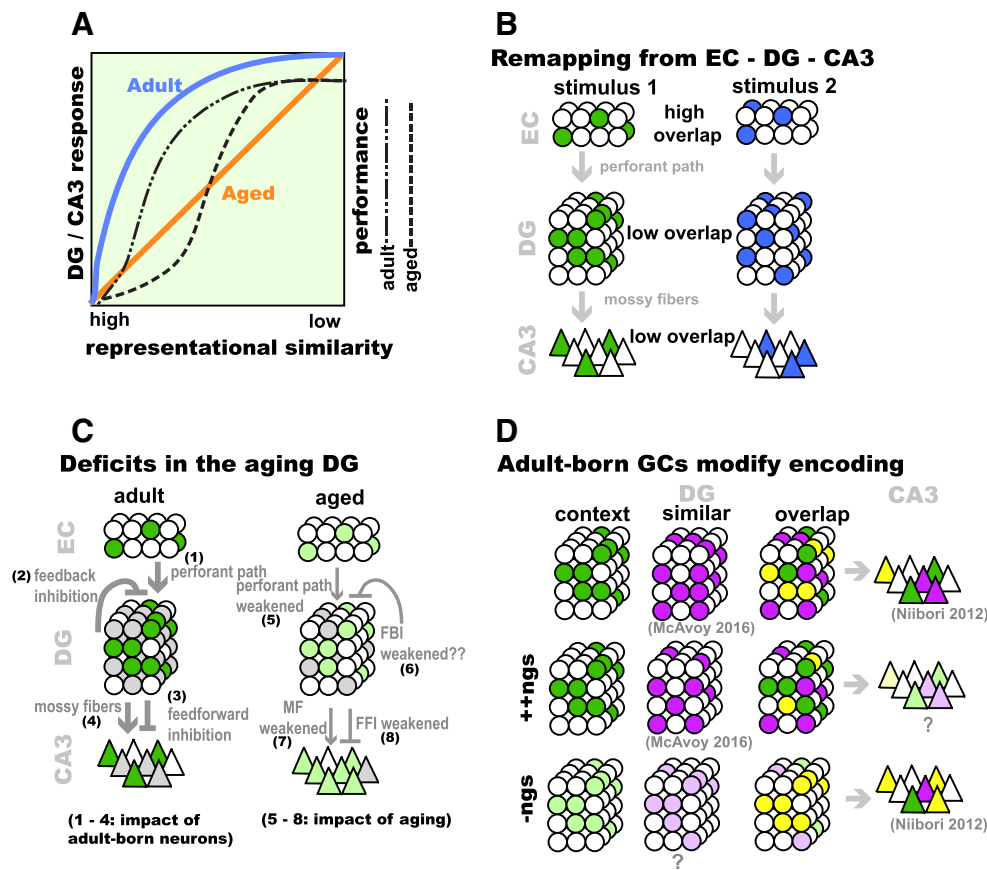 A
DG / CA3 response
Adult
Aged
high
low
representational similarity
performance
adult
aged
B
Remapping from EC - DG - CA3
stimulus 1
stimulus 2
EC
high
overlap
perforant path
DG
low overlap
mossy fibers
CA3
low overlap
C
Deficits in the aging DG
adult
aged
EC
(1)
perforant path
(2) feedback
inhibition
perforant path
weakened
(5)
DG
FBI
weakened??
(6)
mossy fibers
(4)
(3)
feedforward
inhibition
MF
weakened
(7)
FFI weakened
(8)
CA3
(1 - 4: impact of
adult-born neurons)
(5 - 8: impact of aging)
D
Adult-born GCs modify encoding
DG
CA3
context
similar
overlap
(McAvoy 2016)
(Niibori 2012)
++ngs
(McAvoy 2016)
?
-ngs
?
(Niibori 2012)